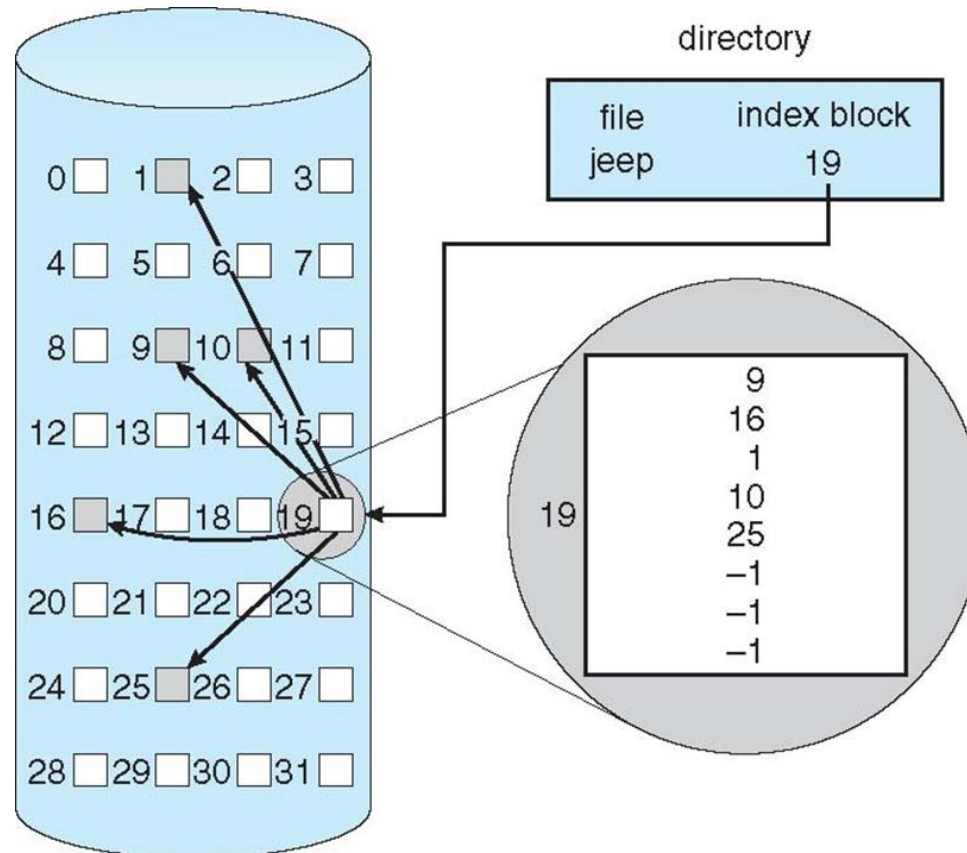 directory
file index block
jeep 19
0 1 2 3
4 5 6 7
8 9 10 11
12 13 14 15
16 17 18 19
20 21 22 23
24 25 26 27
28 29 30 31
19
9
16
1
10
25
–1
–1
–1